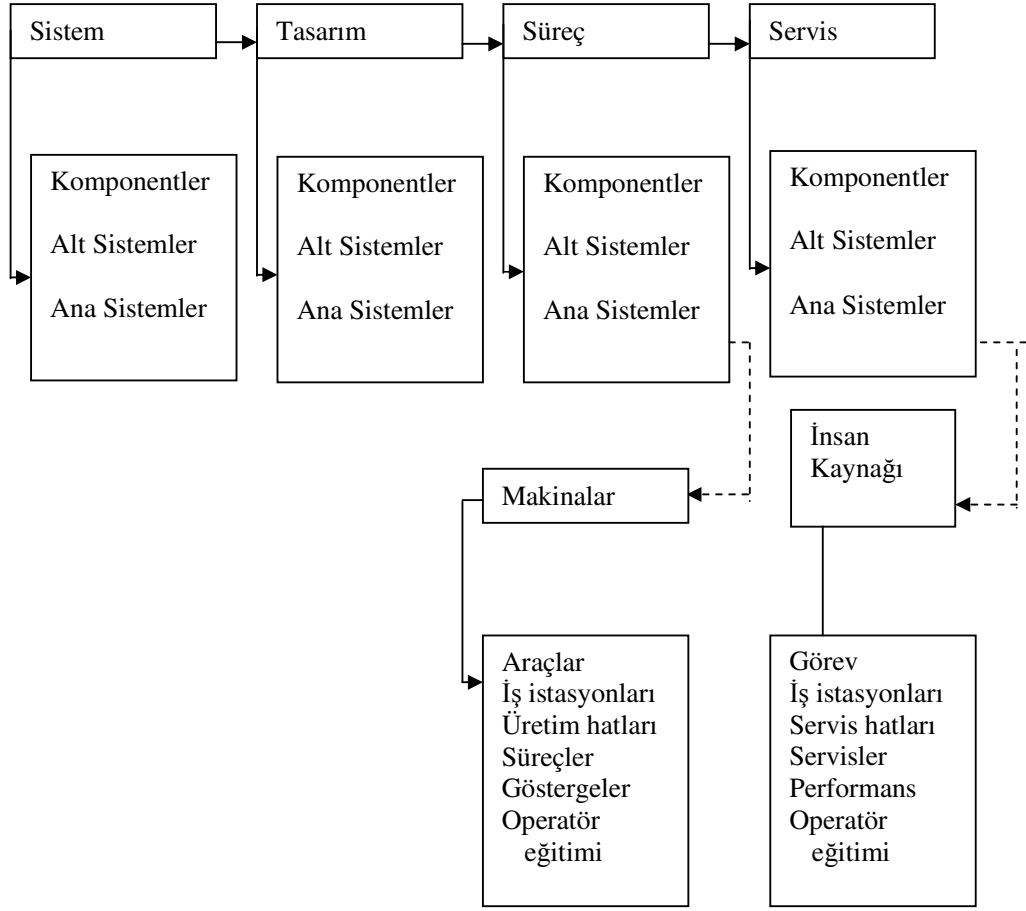 Sistem
Tasarım
Süreç
Servis
Komponentler
Alt Sistemler
Ana Sistemler
Komponentler
Alt Sistemler
Ana Sistemler
Komponentler
Alt Sistemler
Ana Sistemler
Komponentler
Alt Sistemler
Ana Sistemler
Makinalar
İnsan
Kaynağı
Araçlar
İş istasyonları
Üretim hatları
Süreçler
Göstergeler
Operatör
eğitimi
Görev
İş istasyonları
Servis hatları
Servisler
Performans
Operatör
eğitimi